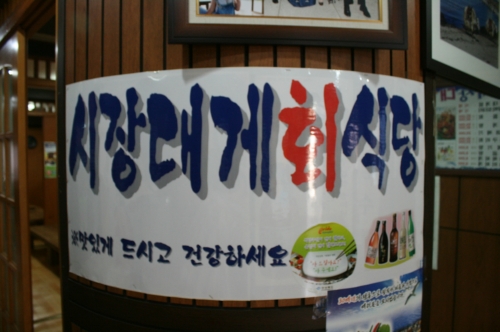 시장대게회식당
※맛있게 드시고 건강하세요